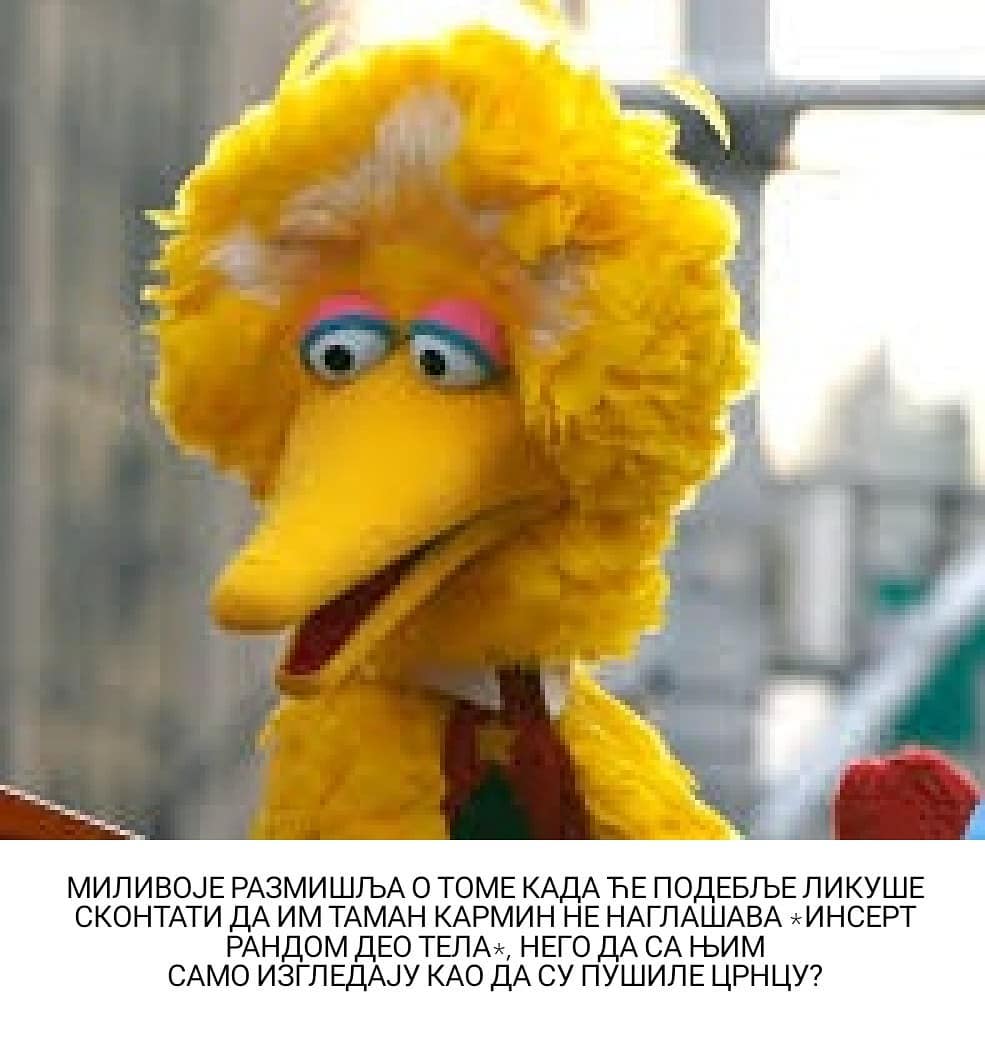 МИЛИВОЈЕ РАЗМИШЉА О ТОМЕ КАДА ЋЕ ПОДЕБЉЕ ЛИКУШЕ
СКОНТАТИ ДА ИМ ТАМАН КАРМИН НЕ НАГЛАШАВА *ИНСЕРТ
РАНДОМ ДЕО ТЕЛА*, НЕГО ДА СА ЊИМ
САМО ИЗГЛЕДАЈУ КАО ДА СУ ПУШИЛЕ ЦРНЦУ?